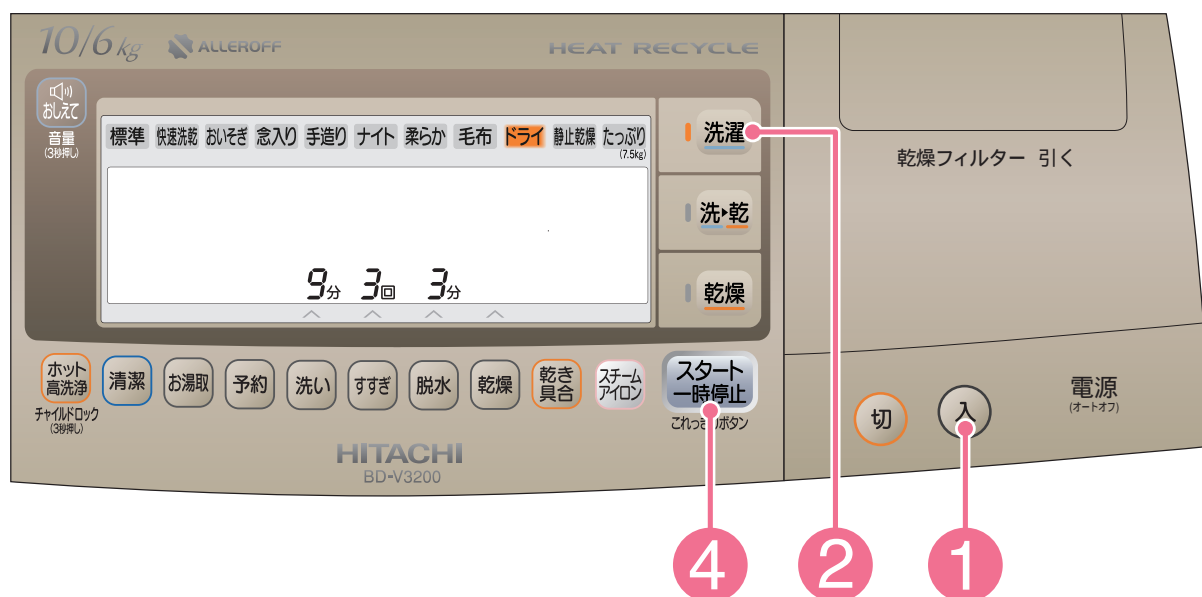 10/6kg ALLEROFF HEAT RECYCLE
おしえて
音量
(3秒押し)
標準 快速洗乾 おいそぎ 念入り 手造り ナイト 柔らか 毛布 ドライ 静止乾燥 たっぷり
(7.5kg)
9分 3回 3分
洗濯
洗▸乾
乾燥
乾燥フィルター 引く
ホット
高洗浄
チャイルドロック
(3秒押し)
清潔
お湯取
予約
洗い
すすぎ
脱水
乾燥
乾き
具合
スチーム
アイロン
スタート
一時停止
これっきりボタン
切
入
電源
(オートオフ)
HITACHI
BD-V3200
4 2 1